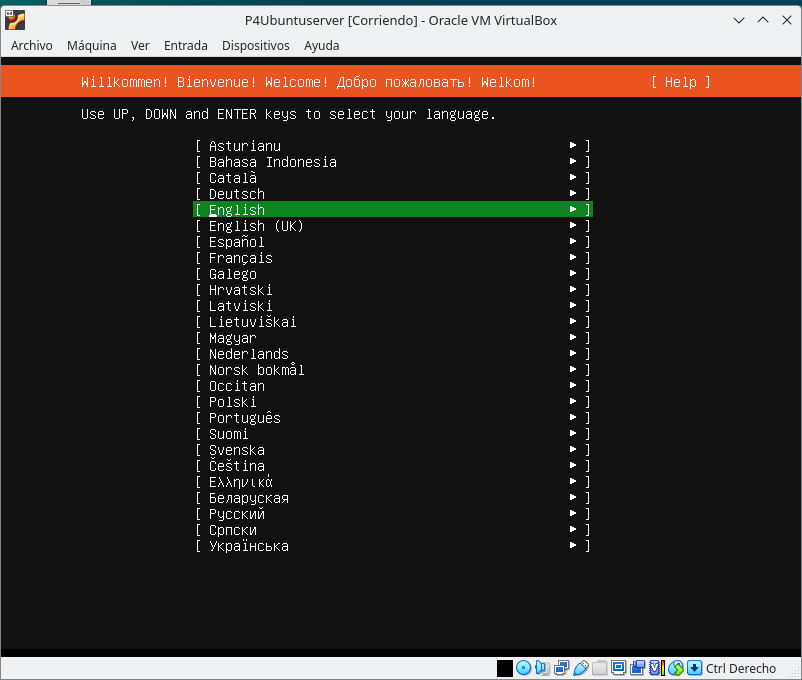 P4Ubuntuserver [Corriendo] - Oracle VM VirtualBox
Archivo Máquina Ver Entrada Dispositivos Ayuda
Willkommen! Bienvenue! Welcome! Добро пожаловать! Welkom! [ Help ]
Use UP, DOWN and ENTER keys to select your language.
[ Asturianu ► ]
[ Bahasa Indonesia ► ]
[ Català ► ]
[ Deutsch ► ]
[ English ► ]
[ English (UK) ► ]
[ Español ► ]
[ Français ► ]
[ Galego ► ]
[ Hrvatski ► ]
[ Latviski ► ]
[ Lietuviškai ► ]
[ Magyar ► ]
[ Nederlands ► ]
[ Norsk bokmål ► ]
[ Occitan ► ]
[ Polski ► ]
[ Português ► ]
[ Suomi ► ]
[ Svenska ► ]
[ Čeština ► ]
[ Ελληνικά ► ]
[ Беларуская ► ]
[ Русский ► ]
[ Српски ► ]
[ Українська ► ]
Ctrl Derecho